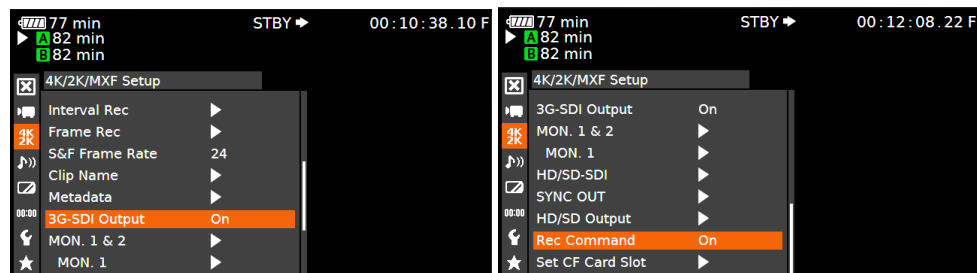 77 min STBY 00:10:38.10 F
A 82 min
B 82 min
4K/2K/MXF Setup
Interval Rec
4K 2K Frame Rec
S&F Frame Rate 24
Clip Name
Metadata
00:00 3G-SDI Output On
MON. 1 & 2
MON. 1
77 min STBY 00:12:08.22 F
A 82 min
B 82 min
4K/2K/MXF Setup
3G-SDI Output On
4K 2K MON. 1 & 2
MON. 1
HD/SD-SDI
SYNC OUT
00:00 HD/SD Output
Rec Command On
Set CF Card Slot